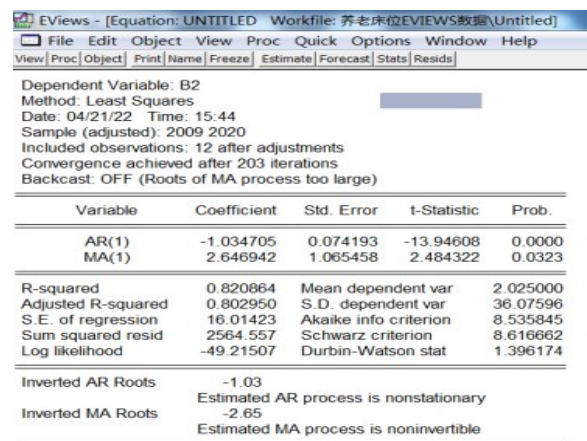 EViews - [Equation: UNTITLED Workfile: 养老床位EVIEWS数据\Untitled]
File Edit Object View Proc Quick Options Window Help
View Proc Object Print Name Freeze Estimate Forecast Stats Resids
Dependent Variable: B2
Method: Least Squares
Date: 04/21/22 Time: 15:44
Sample (adjusted): 2009 2020
Included observations: 12 after adjustments
Convergence achieved after 203 iterations
Backcast: OFF (Roots of MA process too large)
Variable Coefficient Std. Error t-Statistic Prob.
AR(1) -1.034705 0.074193 -13.94608 0.0000
MA(1) 2.646942 1.065458 2.484322 0.0323
R-squared 0.820864 Mean dependent var 2.025000
Adjusted R-squared 0.802950 S.D. dependent var 36.07596
S.E. of regression 16.01423 Akaike info criterion 8.535845
Sum squared resid 2564.557 Schwarz criterion 8.616662
Log likelihood -49.21507 Durbin-Watson stat 1.396174
Inverted AR Roots -1.03
Estimated AR process is nonstationary
Inverted MA Roots -2.65
Estimated MA process is noninvertible